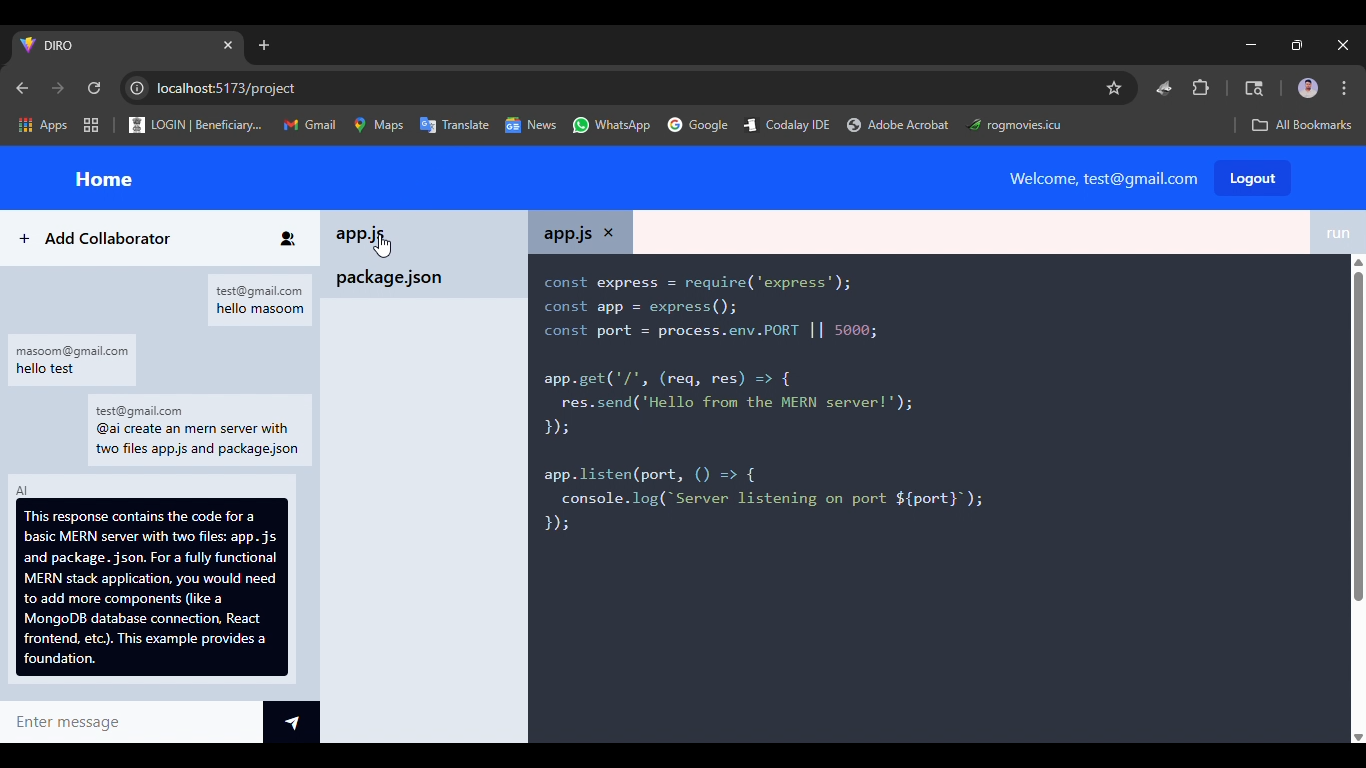 DIRO
localhost:5173/project
Apps
LOGIN | Beneficiary...
Gmail
Maps
Translate
News
WhatsApp
Google
Codalay IDE
Adobe Acrobat
rogmovies.icu
All Bookmarks
Home
Welcome, test@gmail.com
Logout
+ Add Collaborator
test@gmail.com
hello masoom
masoom@gmail.com
hello test
test@gmail.com
@ai create an mern server with
two files app.js and package.json
AI
This response contains the code for a
basic MERN server with two files: app.js
and package.json. For a fully functional
MERN stack application, you would need
to add more components (like a
MongoDB database connection, React
frontend, etc.). This example provides a
foundation.
Enter message
app.js
package.json
app.js ×
run
const express = require('express');
const app = express();
const port = process.env.PORT || 5000;
app.get('/', (req, res) => {
res.send('Hello from the MERN server!');
});
app.listen(port, () => {
console.log(`Server listening on port ${port}`);
});